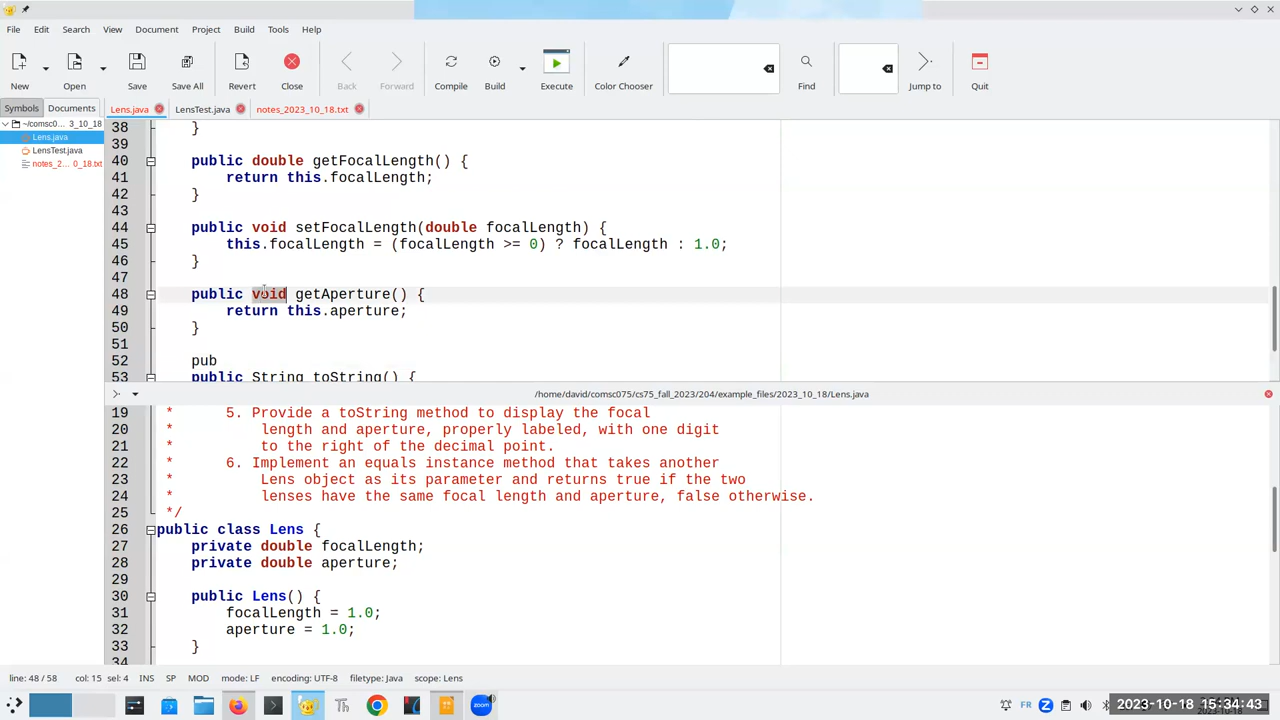 File Edit Search View Document Project Build Tools Help
New Open Save Save All Revert Close Back Forward Compile Build Execute Color Chooser Find Jump to Quit
Symbols Documents Lens.java LensTest.java notes_2023_10_18.txt
~/comsc0... 3_10_18
Lens.java
LensTest.java
notes_2... 0_18.txt
38 }
39
40 public double getFocalLength() {
41 return this.focalLength;
42 }
43
44 public void setFocalLength(double focalLength) {
45 this.focalLength = (focalLength >= 0) ? focalLength : 1.0;
46 }
47
48 public void getAperture() {
49 return this.aperture;
50 }
51
52 pub
53 public String toString() {
/home/david/comsc075/cs75_fall_2023/204/example_files/2023_10_18/Lens.java
19 * 5. Provide a toString method to display the focal
20 * length and aperture, properly labeled, with one digit
21 * to the right of the decimal point.
22 * 6. Implement an equals instance method that takes another
23 * Lens object as its parameter and returns true if the two
24 * lenses have the same focal length and aperture, false otherwise.
25 */
26 public class Lens {
27 private double focalLength;
28 private double aperture;
29
30 public Lens() {
31 focalLength = 1.0;
32 aperture = 1.0;
33 }
34
line: 48 / 58 col: 15 sel: 4 INS SP MOD mode: LF encoding: UTF-8 filetype: Java scope: Lens
zoom FR 2023-10-18 15:34:43